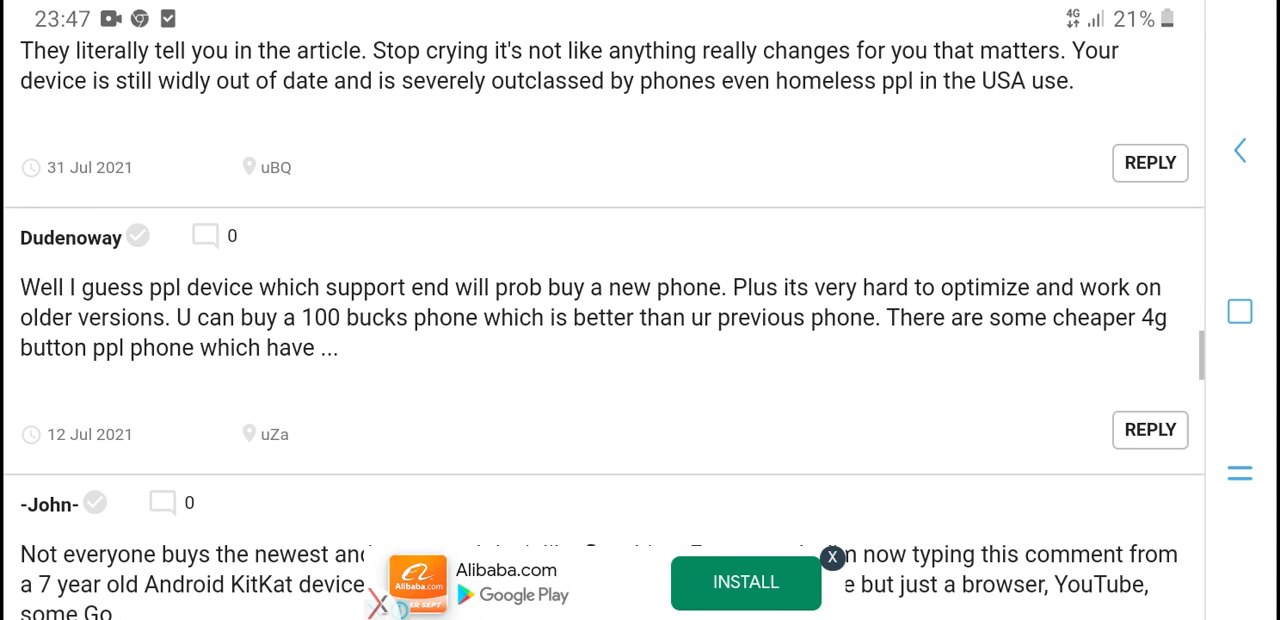 23:47 4G 21%
They literally tell you in the article. Stop crying it's not like anything really changes for you that matters. Your
device is still widly out of date and is severely outclassed by phones even homeless ppl in the USA use.
31 Jul 2021 uBQ REPLY
Dudenoway 0
Well I guess ppl device which support end will prob buy a new phone. Plus its very hard to optimize and work on
older versions. U can buy a 100 bucks phone which is better than ur previous phone. There are some cheaper 4g
button ppl phone which have ...
12 Jul 2021 uZa REPLY
-John- 0
Not everyone buys the newest and now typing this comment from
a 7 year old Android KitKat device e but just a browser, YouTube,
some Go
Alibaba.com
Alibaba.com
ER SEPT
Google Play
INSTALL
X